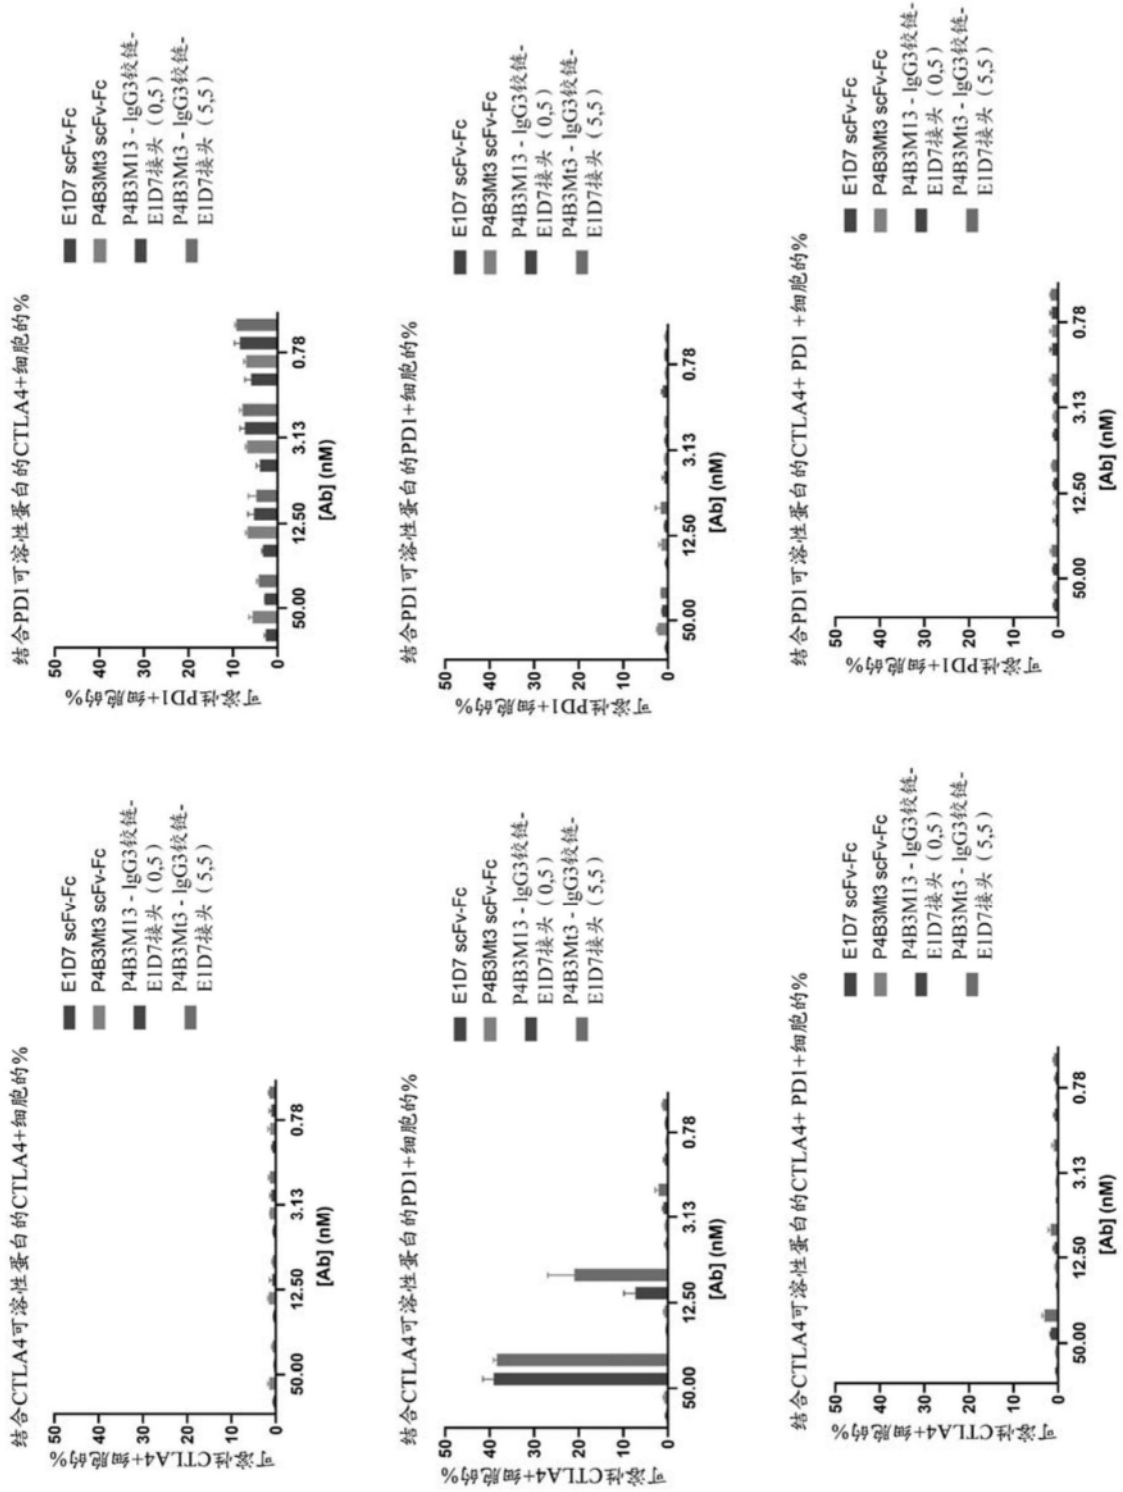 结合CTLA4可溶性蛋白的CTLA4+细胞的%
可溶性CTLA4+细胞的%
50
40
30
20
10
0
50.00
12.50
3.13
0.78
[Ab] (nM)
E1D7 scFv-Fc
P4B3Mt3 scFv-Fc
P4B3M13 - IgG3铰链-
E1D7接头（0,5）
P4B3Mt3 - IgG3铰链-
E1D7接头（5,5）
结合PD1可溶性蛋白的CTLA4+细胞的%
可溶性PD1+细胞的%
50
40
30
20
10
0
50.00
12.50
3.13
0.78
[Ab] (nM)
E1D7 scFv-Fc
P4B3Mt3 scFv-Fc
P4B3M13 - IgG3铰链-
E1D7接头（0,5）
P4B3Mt3 - IgG3铰链-
E1D7接头（5,5）
结合CTLA4可溶性蛋白的PD1+细胞的%
可溶性CTLA4+细胞的%
50
40
30
20
10
0
50.00
12.50
3.13
0.78
[Ab] (nM)
E1D7 scFv-Fc
P4B3Mt3 scFv-Fc
P4B3M13 - IgG3铰链-
E1D7接头（0,5）
P4B3Mt3 - IgG3铰链-
E1D7接头（5,5）
结合PD1可溶性蛋白的PD1+细胞的%
可溶性PD1+细胞的%
50
40
30
20
10
0
50.00
12.50
3.13
0.78
[Ab] (nM)
E1D7 scFv-Fc
P4B3Mt3 scFv-Fc
P4B3M13 - IgG3铰链-
E1D7接头（0,5）
P4B3Mt3 - IgG3铰链-
E1D7接头（5,5）
结合CTLA4可溶性蛋白的CTLA4+ PD1+细胞的%
可溶性CTLA4+细胞的%
50
40
30
20
10
0
50.00
12.50
3.13
0.78
[Ab] (nM)
E1D7 scFv-Fc
P4B3Mt3 scFv-Fc
P4B3M13 - IgG3铰链-
E1D7接头（0,5）
P4B3Mt3 - IgG3铰链-
E1D7接头（5,5）
结合PD1可溶性蛋白的CTLA4+ PD1 +细胞的%
可溶性PD1+细胞的%
50
40
30
20
10
0
50.00
12.50
3.13
0.78
[Ab] (nM)
E1D7 scFv-Fc
P4B3Mt3 scFv-Fc
P4B3M13 - IgG3铰链-
E1D7接头（0,5）
P4B3Mt3 - IgG3铰链-
E1D7接头（5,5）